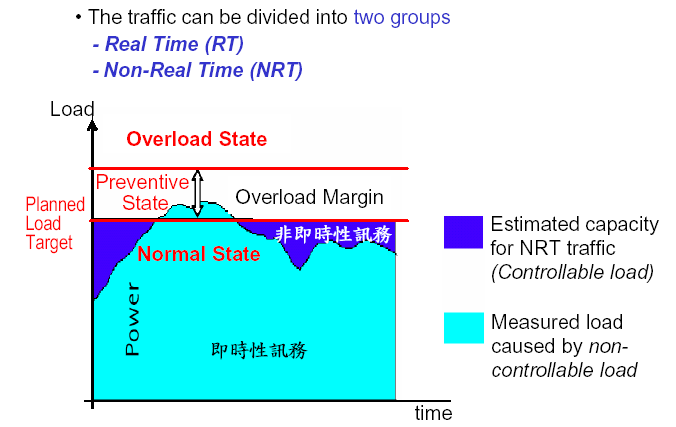 • The traffic can be divided into two groups
- Real Time (RT)
- Non-Real Time (NRT)
Load
Overload State
Preventive
State
Overload Margin
Planned
Load
Target
非即時性訊務
Normal State
Power
即時性訊務
time
Estimated capacity
for NRT traffic
(Controllable load)
Measured load
caused by non-
controllable load